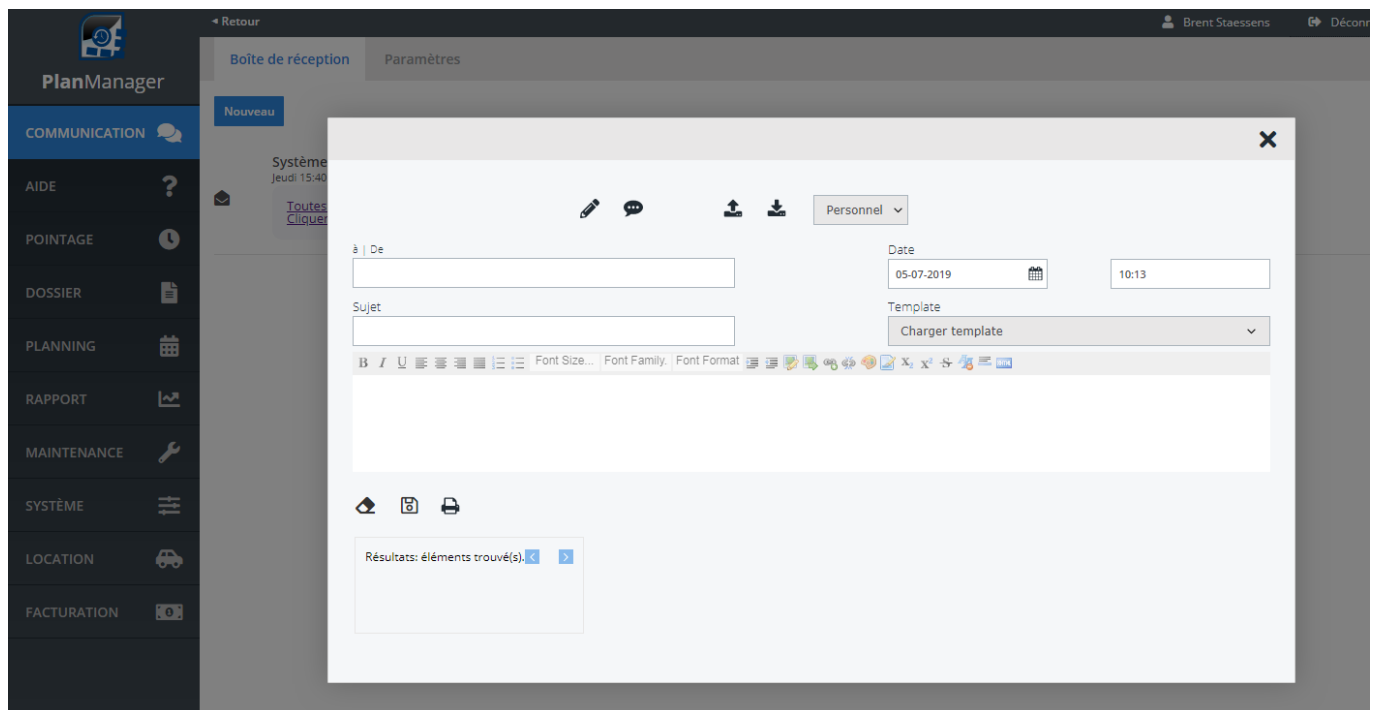 ◂ Retour
Brent Staessens
Déconn
PlanManager
Boîte de réception
Paramètres
COMMUNICATION
AIDE
POINTAGE
DOSSIER
PLANNING
RAPPORT
MAINTENANCE
SYSTÈME
LOCATION
FACTURATION
Nouveau
Système
Jeudi 15:40
Toutes
Cliquer
Personnel
à | De
Date
05-07-2019
10:13
Sujet
Template
Charger template
B I U Font Size... Font Family. Font Format X₂ x² S
Résultats: éléments trouvé(s). < >